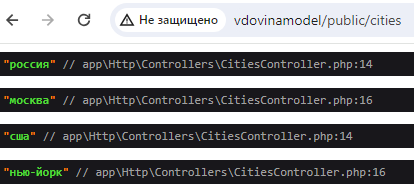 Не защищено vdovinamodel/public/cities
"россия" // app\Http\Controllers\CitiesController.php:14
"москва" // app\Http\Controllers\CitiesController.php:16
"сша" // app\Http\Controllers\CitiesController.php:14
"нью-йорк" // app\Http\Controllers\CitiesController.php:16